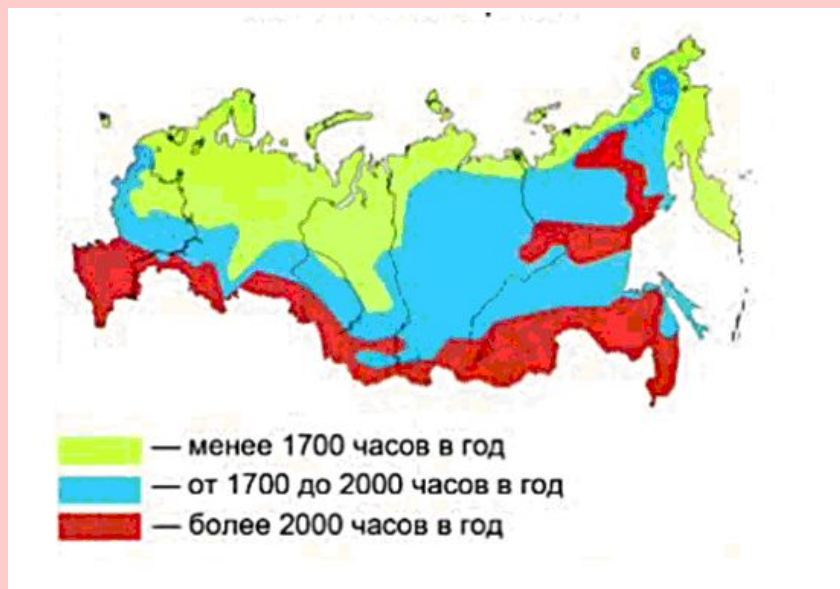 — менее 1700 часов в год
— от 1700 до 2000 часов в год
— более 2000 часов в год